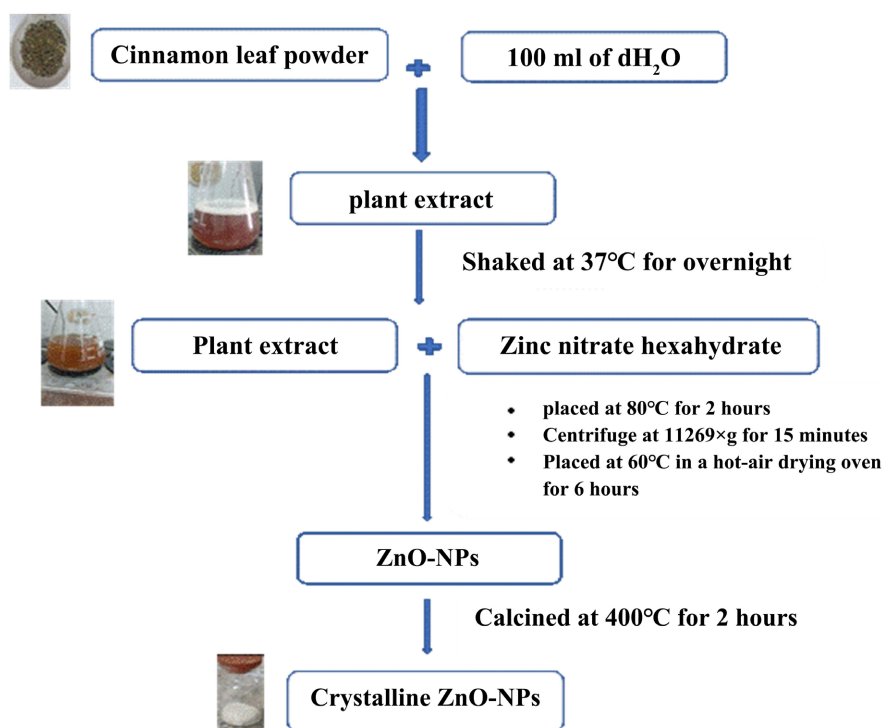 Cinnamon leaf powder
100 ml of dH₂O
plant extract
Shaked at 37°C for overnight
Plant extract
Zinc nitrate hexahydrate
• placed at 80°C for 2 hours
• Centrifuge at 11269×g for 15 minutes
• Placed at 60°C in a hot-air drying oven
for 6 hours
ZnO-NPs
Calcined at 400°C for 2 hours
Crystalline ZnO-NPs